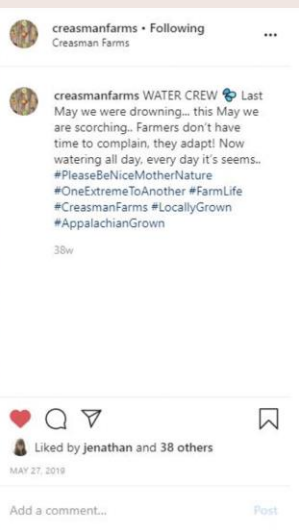 creasmanfarms • Following
Creasman Farms
creasmanfarms WATER CREW Last
May we were drowning... this May we
are scorching.. Farmers don't have
time to complain, they adapt! Now
watering all day, every day it's seems..
#PleaseBeNiceMotherNature
#OneExtremeToAnother #FarmLife
#CreasmanFarms #LocallyGrown
#AppalachianGrown
38w
Liked by jenathan and 38 others
MAY 27, 2019
Add a comment...
Post